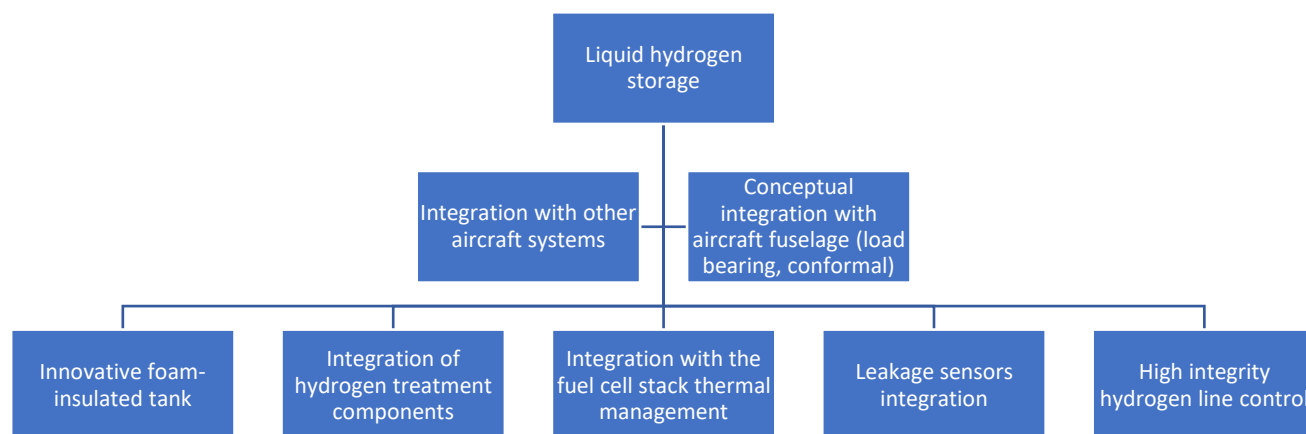 Liquid hydrogen
storage
Integration with other
aircraft systems
Conceptual
integration with
aircraft fuselage (load
bearing, conformal)
Innovative foam-
insulated tank
Integration of
hydrogen treatment
components
Integration with the
fuel cell stack thermal
management
Leakage sensors
integration
High integrity
hydrogen line control